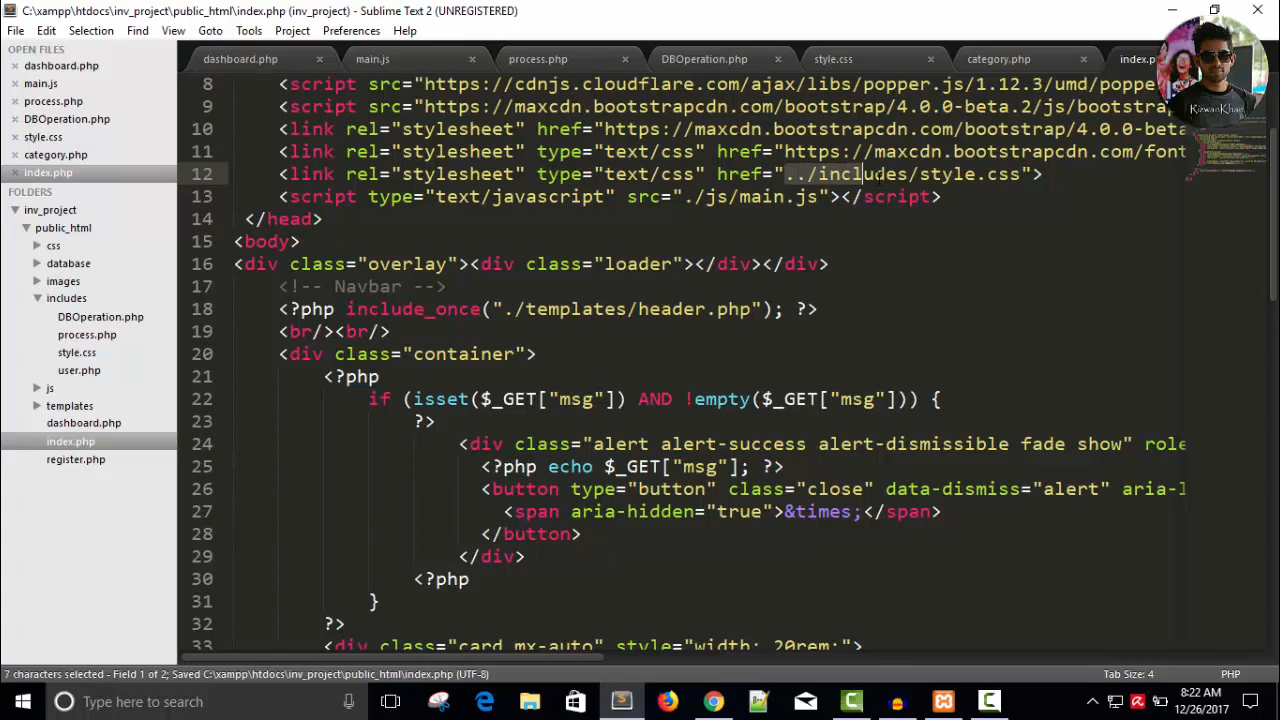 C:\xampp\htdocs\inv_project\public_html\index.php (inv_project) - Sublime Text 2 (UNREGISTERED)
File Edit Selection Find View Goto Tools Project Preferences Help
OPEN FILES
dashboard.php
main.js
process.php
DBOperation.php
style.css
category.php
index.php
FOLDERS
inv_project
public_html
css
database
images
includes
DBOperation.php
process.php
style.css
user.php
js
templates
dashboard.php
index.php
register.php
dashboard.php main.js process.php DBOperation.php style.css category.php index.p
RizwanKhan
8 <script src="https://cdnjs.cloudflare.com/ajax/libs/popper.js/1.12.3/umd/poppe
9 <script src="https://maxcdn.bootstrapcdn.com/bootstrap/4.0.0-beta.2/js/bootstrap
10 <link rel="stylesheet" href="https://maxcdn.bootstrapcdn.com/bootstrap/4.0.0-beta
11 <link rel="stylesheet" type="text/css" href="https://maxcdn.bootstrapcdn.com/font
12 <link rel="stylesheet" type="text/css" href="../includes/style.css">
13 <script type="text/javascript" src="./js/main.js"></script>
14 </head>
15 <body>
16 <div class="overlay"><div class="loader"></div></div>
17 <!-- Navbar -->
18 <?php include_once("./templates/header.php"); ?>
19 <br/><br/>
20 <div class="container">
21 <?php
22 if (isset($_GET["msg"]) AND !empty($_GET["msg"])) {
23 ?>
24 <div class="alert alert-success alert-dismissible fade show" role
25 <?php echo $_GET["msg"]; ?>
26 <button type="button" class="close" data-dismiss="alert" aria-l
27 <span aria-hidden="true">&times;</span>
28 </button>
29 </div>
30 <?php
31 }
32 ?>
33 <div class="card mx-auto" style="width: 20rem;">
7 characters selected - Field 1 of 2; Saved C:\xampp\htdocs\inv_project\public_html\index.php (UTF-8)
Tab Size: 4
PHP
Type here to search
8:22 AM
12/26/2017